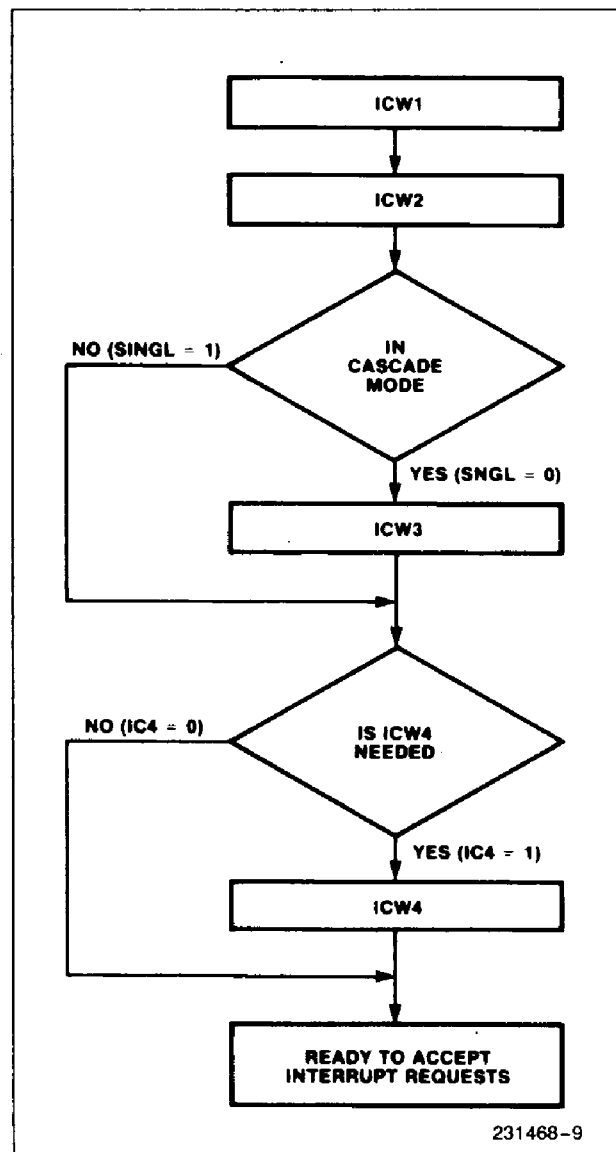 ICW1
ICW2
IN
CASCADE
MODE
NO (SINGL = 1)
YES (SNGL = 0)
ICW3
IS ICW4
NEEDED
NO (IC4 = 0)
YES (IC4 = 1)
ICW4
READY TO ACCEPT
INTERRUPT REQUESTS
231468-9